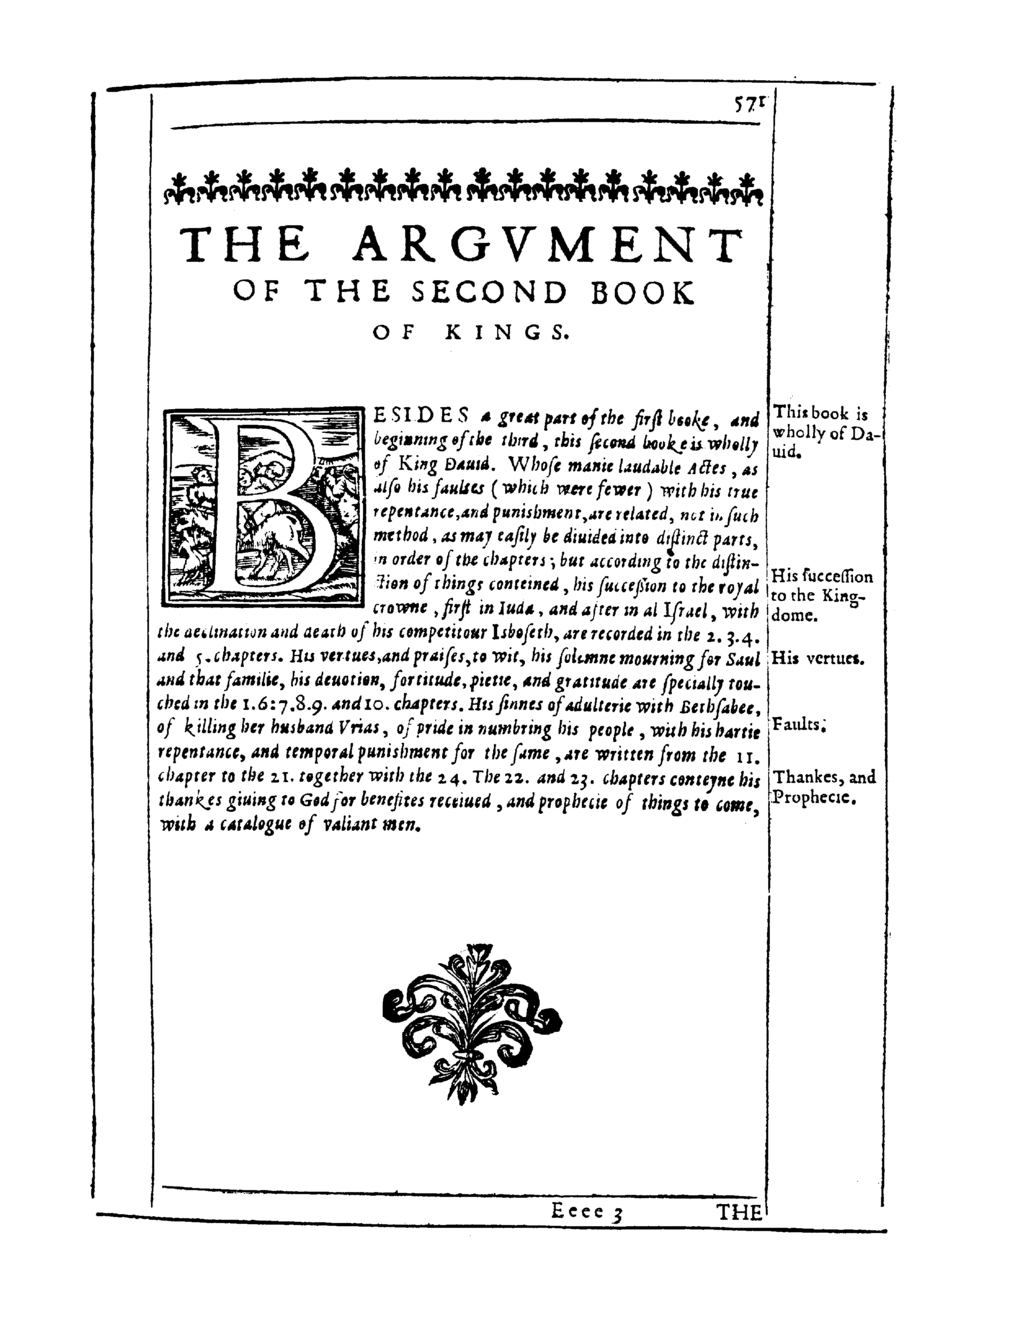 571
THE ARGVMENT
OF THE SECOND BOOK
OF KINGS.
BESIDES a great part of the firſt booke, and
beginning of the third, this ſecond booke is wholly
of King Dauid. Whoſe manie laudable Actes, as
alſo his faultes (which were fewer) with his true
repentance, and punishment, are related, not in ſuch
method, as may eaſily be diuided into diſtinct parts,
in order of the chapters; but according to the diſtin-
ction of things conteined, his ſucceſsion to the royal
crowne, firſt in Iuda, and after in al Iſrael, with
the declination and death of his competitour Isboſeth, are recorded in the 2. 3. 4.
and 5. chapters. His vertues, and praiſes, to wit, his ſolemne mourning for Saul
and that familie, his deuotion, fortitude, pietie, and gratitude are ſpecially tou-
ched in the 1. 6: 7. 8. 9. and 10. chapters. His ſinnes of adulterie with Bethſabee,
of killing her husband Vrias, of pride in numbring his people, with his hartie
repentance, and temporal punishment for the ſame, are written from the 11.
chapter to the 21. together with the 24. The 22. and 23. chapters conteyne his
thankes giuing to God for benefites receiued, and prophecie of things to come,
with a catalogue of valiant men.
This book is
wholly of Da-
uid.
His ſucceſſion
to the King-
dome.
His vertues.
Faults.
Thankes, and
Prophecie.
Eeee 3 THE